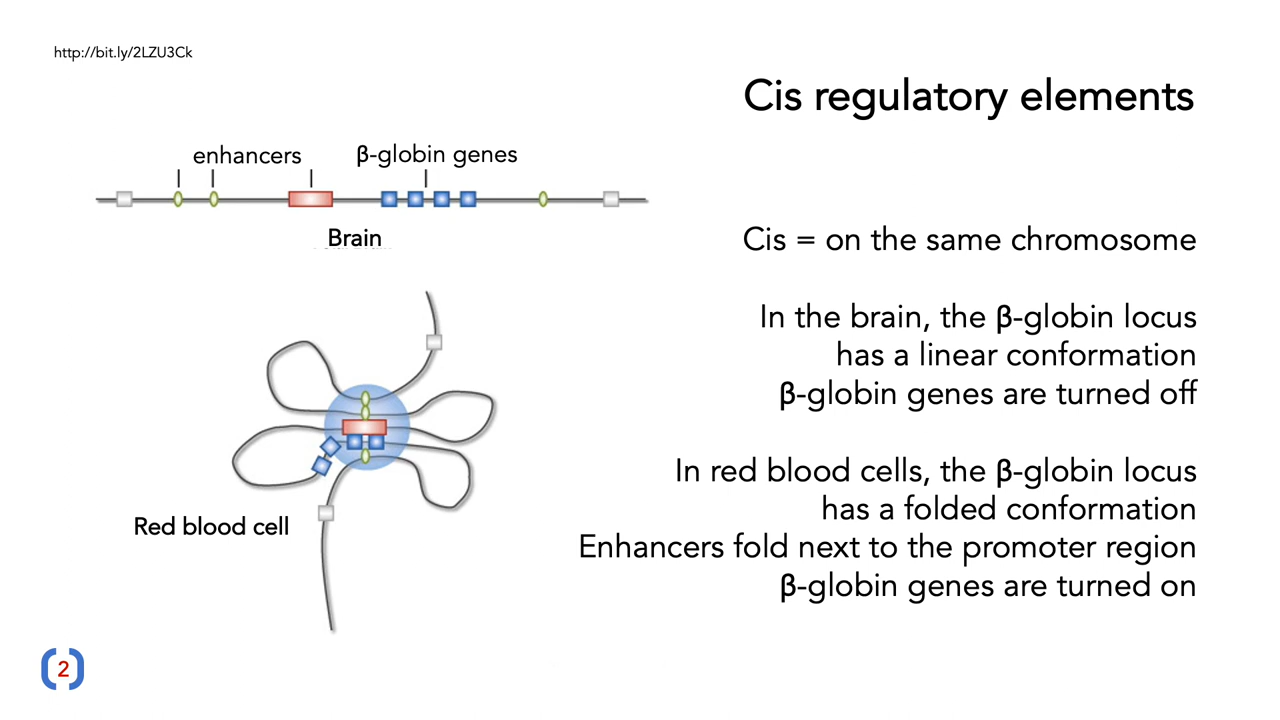 http://bit.ly/2LZU3Ck
Cis regulatory elements
enhancers
β-globin genes
Brain
Cis = on the same chromosome
In the brain, the β-globin locus
has a linear conformation
β-globin genes are turned off
In red blood cells, the β-globin locus
has a folded conformation
Enhancers fold next to the promoter region
β-globin genes are turned on
Red blood cell
2